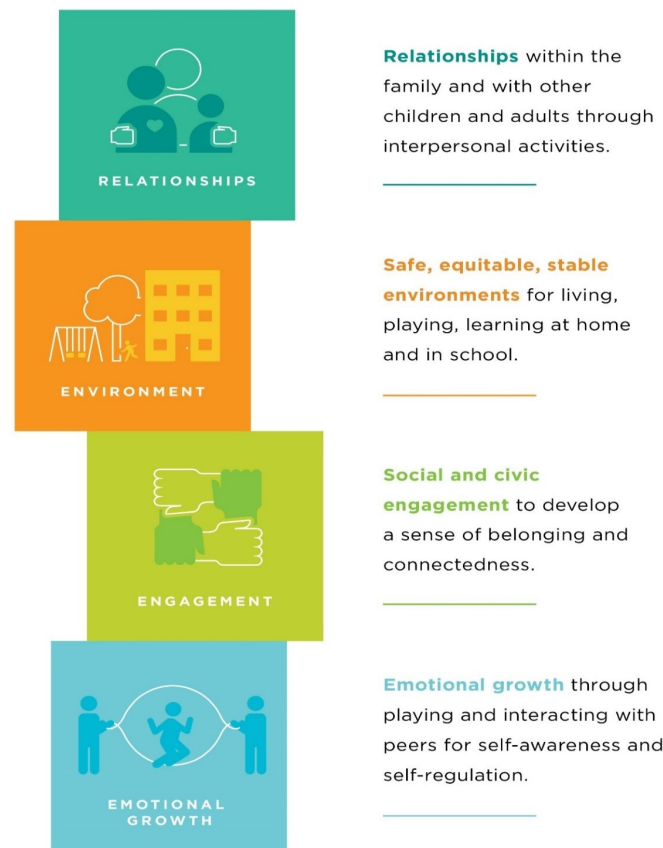 RELATIONSHIPS
Relationships within the
family and with other
children and adults through
interpersonal activities.
ENVIRONMENT
Safe, equitable, stable
environments for living,
playing, learning at home
and in school.
ENGAGEMENT
Social and civic
engagement to develop
a sense of belonging and
connectedness.
EMOTIONAL
GROWTH
Emotional growth through
playing and interacting with
peers for self-awareness and
self-regulation.